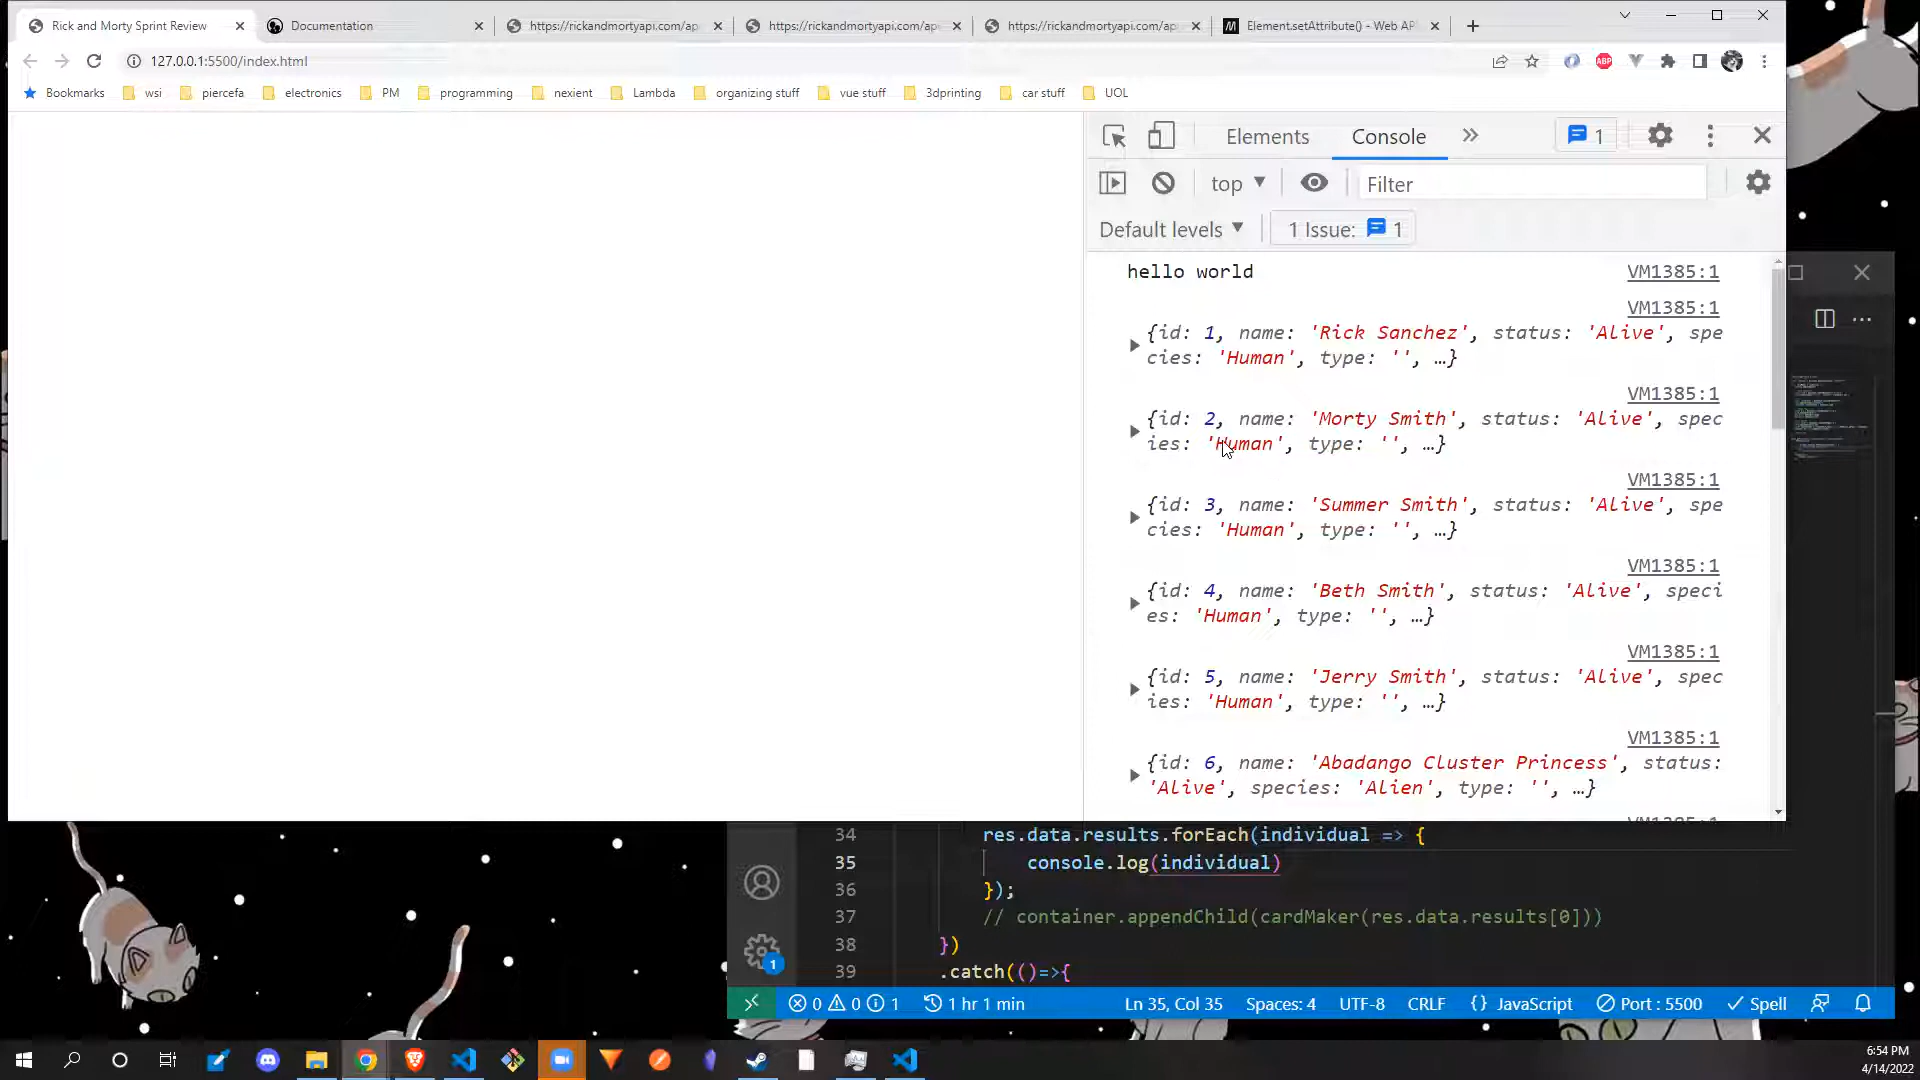 Rick and Morty Sprint Review
Documentation
https://rickandmortyapi.com/ap
https://rickandmortyapi.com/ap
https://rickandmortyapi.com/ap
Element.setAttribute() - Web AP
127.0.0.1:5500/index.html
ABP
Bookmarks
wsi
piercefa
electronics
PM
programming
nexient
Lambda
organizing stuff
vue stuff
3dprinting
car stuff
UOL
Elements
Console
1
top
Filter
Default levels
1 Issue: 1
hello world VM1385:1
VM1385:1
{id: 1, name: 'Rick Sanchez', status: 'Alive', spe
cies: 'Human', type: '', …}
VM1385:1
{id: 2, name: 'Morty Smith', status: 'Alive', spec
ies: 'Human', type: '', …}
VM1385:1
{id: 3, name: 'Summer Smith', status: 'Alive', spe
cies: 'Human', type: '', …}
VM1385:1
{id: 4, name: 'Beth Smith', status: 'Alive', speci
es: 'Human', type: '', …}
VM1385:1
{id: 5, name: 'Jerry Smith', status: 'Alive', spec
ies: 'Human', type: '', …}
VM1385:1
{id: 6, name: 'Abadango Cluster Princess', status:
'Alive', species: 'Alien', type: '', …}
34 res.data.results.forEach(individual => {
35 console.log(individual)
36 });
37 // container.appendChild(cardMaker(res.data.results[0]))
38 })
39 .catch(()=>{
1
0 0 1 1 hr 1 min Ln 35, Col 35 Spaces: 4 UTF-8 CRLF {} JavaScript Port : 5500 Spell
6:54 PM
4/14/2022